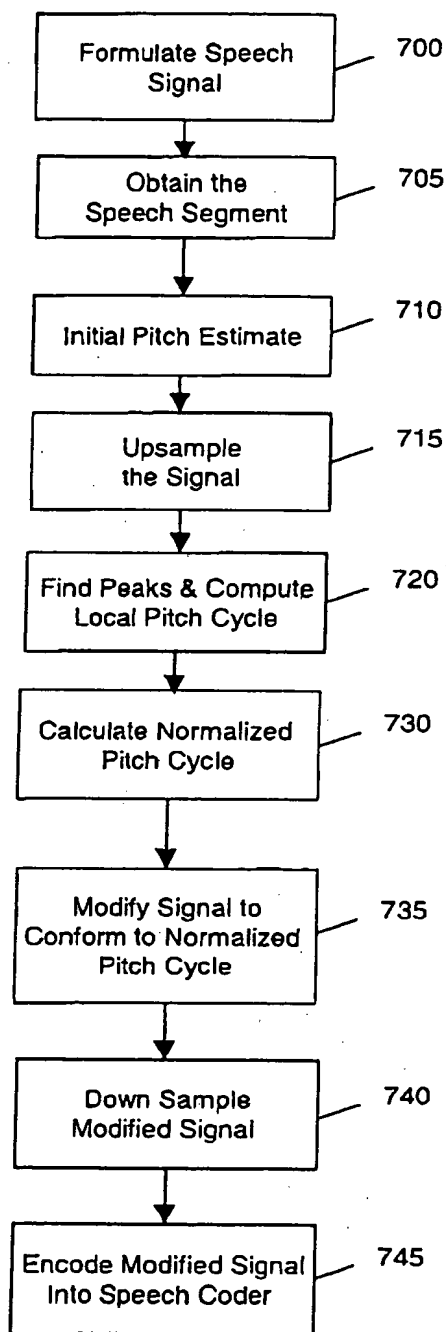 Formulate Speech
Signal
700
Obtain the
Speech Segment
705
Initial Pitch Estimate
710
Upsample
the Signal
715
Find Peaks & Compute
Local Pitch Cycle
720
Calculate Normalized
Pitch Cycle
730
Modify Signal to
Conform to Normalized
Pitch Cycle
735
Down Sample
Modified Signal
740
Encode Modified Signal
Into Speech Coder
745